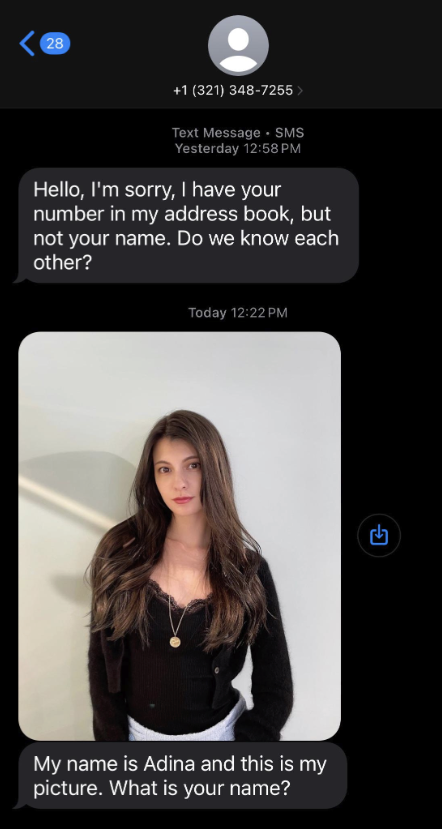 28
+1 (321) 348-7255 >
Text Message • SMS
Yesterday 12:58 PM
Hello, I'm sorry, I have your
number in my address book, but
not your name. Do we know each
other?
Today 12:22 PM
My name is Adina and this is my
picture. What is your name?